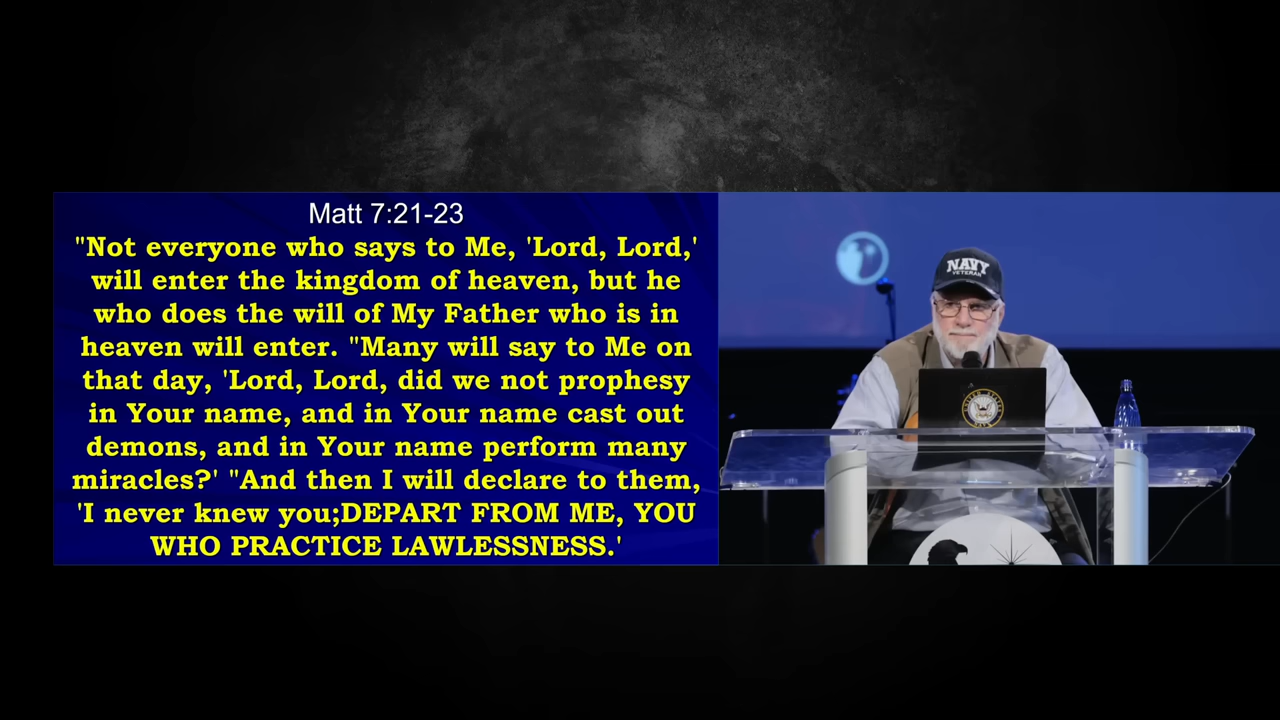 Matt 7:21-23
"Not everyone who says to Me, 'Lord, Lord,'
will enter the kingdom of heaven, but he
who does the will of My Father who is in
heaven will enter. "Many will say to Me on
that day, 'Lord, Lord, did we not prophesy
in Your name, and in Your name cast out
demons, and in Your name perform many
miracles?' "And then I will declare to them,
'I never knew you;DEPART FROM ME, YOU
WHO PRACTICE LAWLESSNESS.'
NAVY
VETERAN